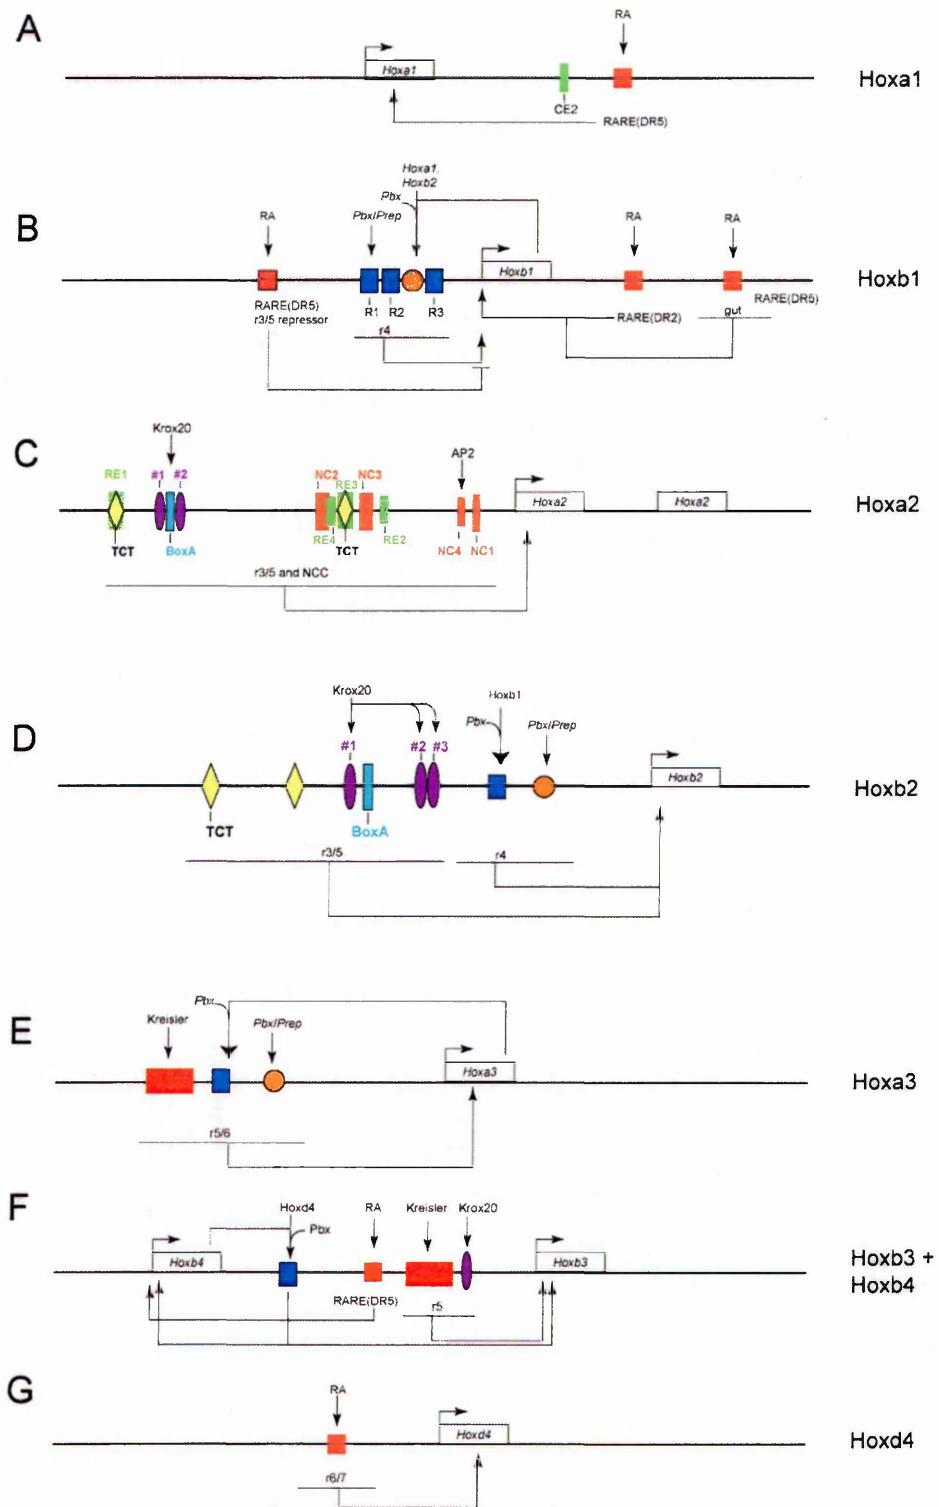 A
RA
Hoxa1
Hoxa1
CE2
RARE(DR5)
Hoxa1,
Hoxb2
Pbx
B
RA
Pbx/Prep
RA
RA
Hoxb1
Hoxb1
RARE(DR5)
r3/5 repressor
R1
R2
R3
RARE(DR2)
gut
RARE(DR5)
r4
C
Krox20
AP2
RE1
#1
#2
NC2
NC3
RE3
Hoxa2
Hoxa2
Hoxa2
TCT
BoxA
RE4
TCT
RE2
NC4
NC1
r3/5 and NCC
D
Krox20
Hoxb1
Pbx
Pbx/Prep
#1
#2
#3
Hoxb2
Hoxb2
TCT
BoxA
r3/5
r4
E
Pbx
Kreisler
Pbx/Prep
Hoxa3
Hoxa3
r5/6
F
Hoxd4
RA
Kreisler
Krox20
Pbx
Hoxb4
Hoxb3
Hoxb3 +
Hoxb4
RARE(DR5)
r5
G
RA
Hoxd4
Hoxd4
r6/7